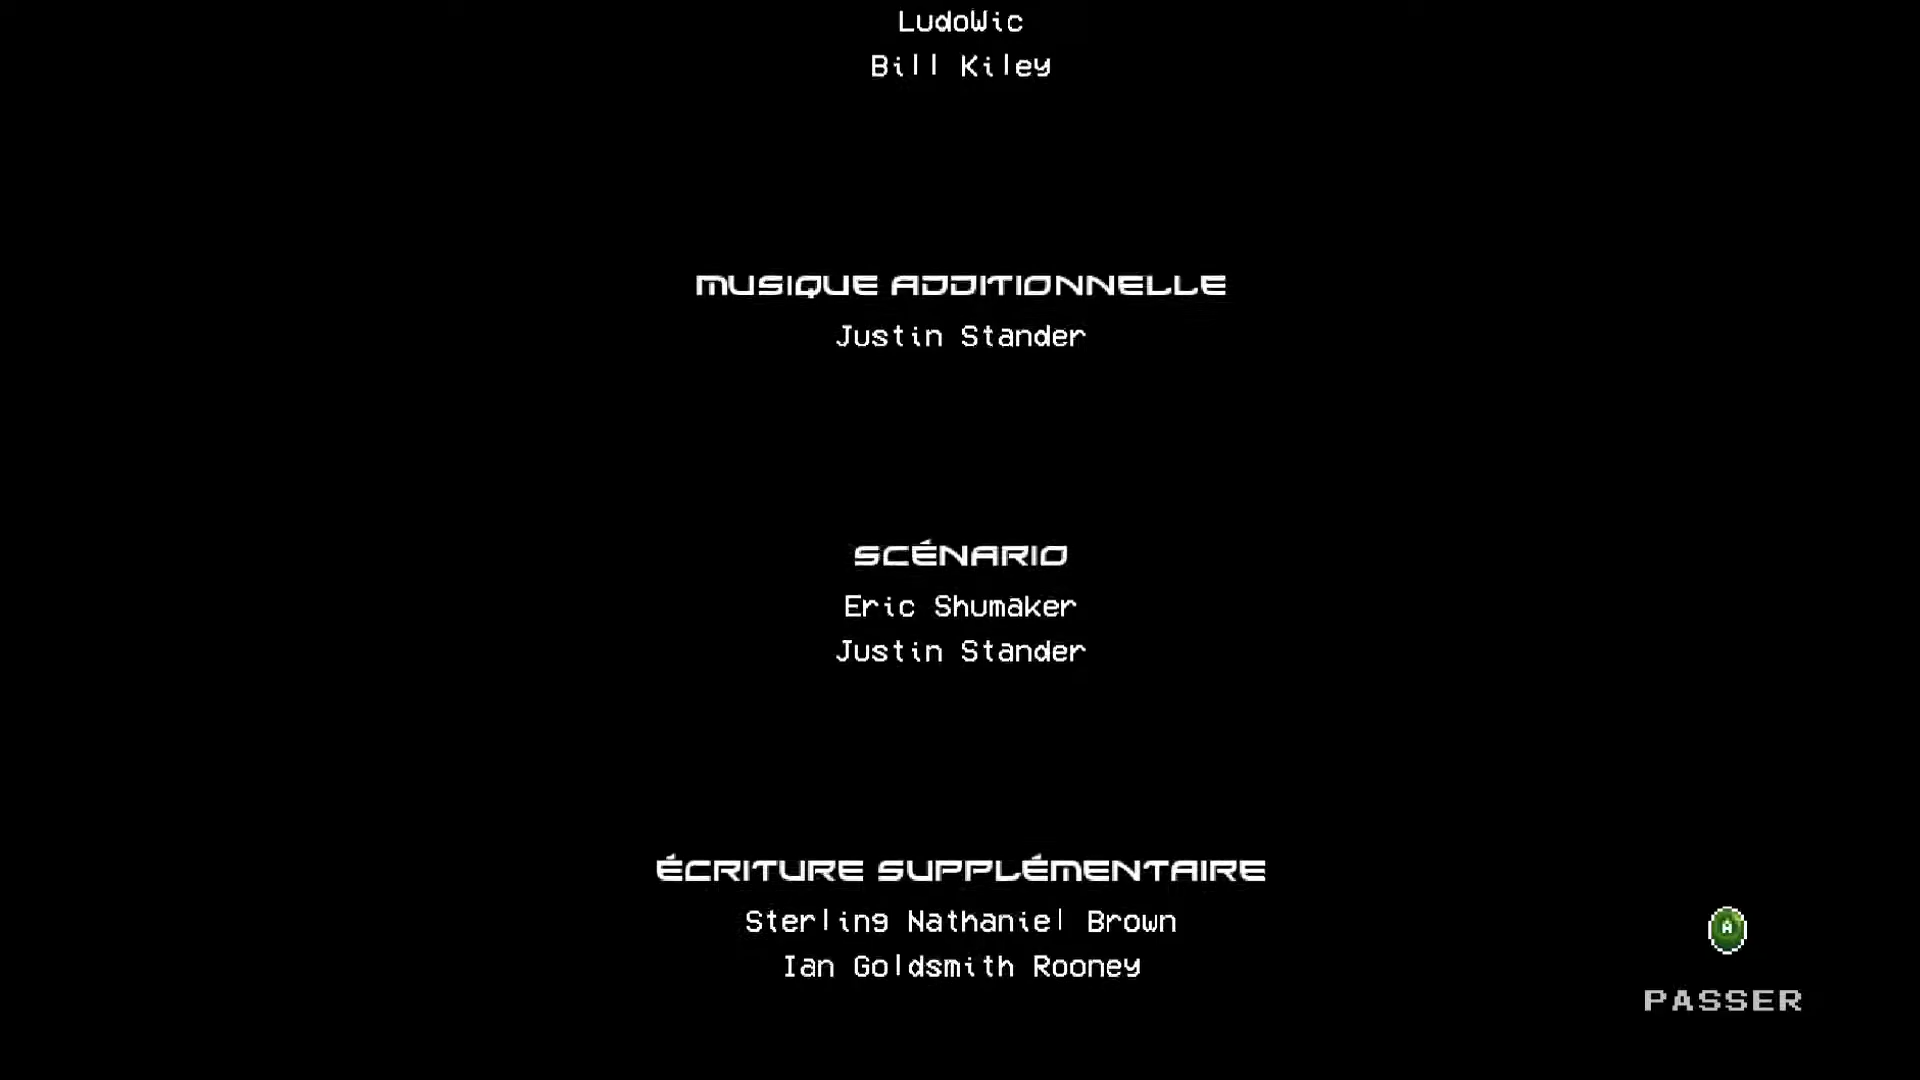 LudoWic
Bill Kiley
MUSIQUE ADDITIONNELLE
Justin Stander
SCÉNARIO
Eric Shumaker
Justin Stander
ÉCRITURE SUPPLÉMENTAIRE
Sterling Nathaniel Brown
Ian Goldsmith Rooney
A
PASSER